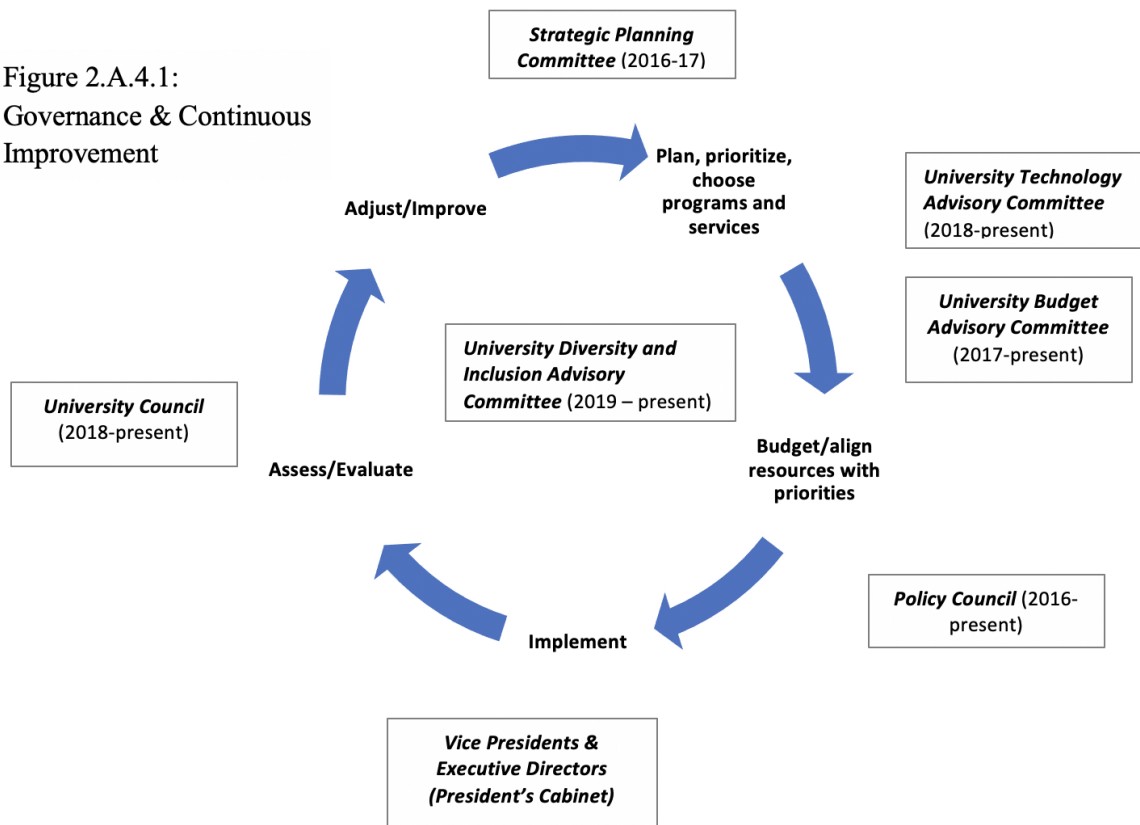 Figure 2.A.4.1:
Governance & Continuous
Improvement
Strategic Planning
Committee (2016-17)
Plan, prioritize,
choose
programs and
services
Adjust/Improve
University Technology
Advisory Committee
(2018-present)
University Budget
Advisory Committee
(2017-present)
University Diversity and
Inclusion Advisory
Committee (2019 – present)
University Council
(2018-present)
Assess/Evaluate
Budget/align
resources with
priorities
Policy Council (2016-
present)
Implement
Vice Presidents &
Executive Directors
(President’s Cabinet)